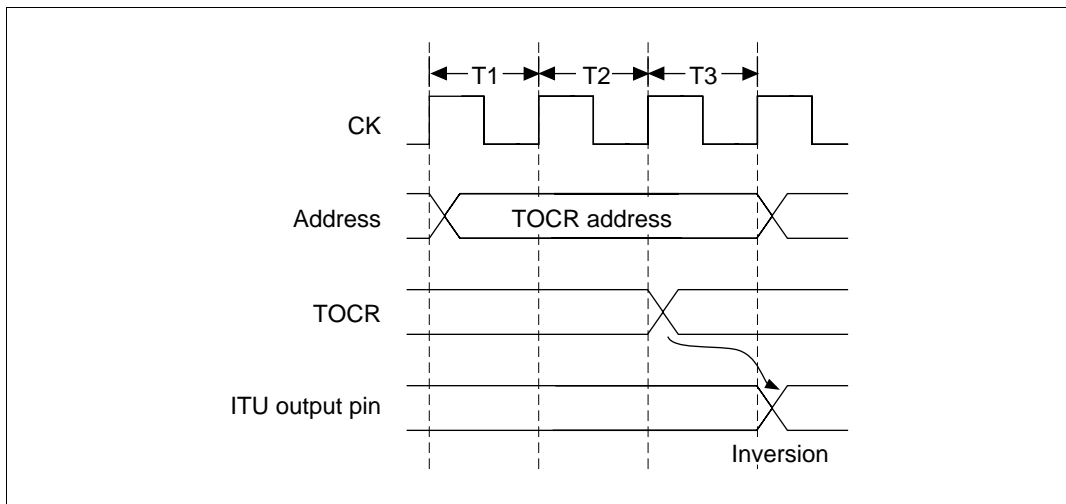 T1 T2 T3
CK
Address TOCR address
TOCR
ITU output pin
Inversion